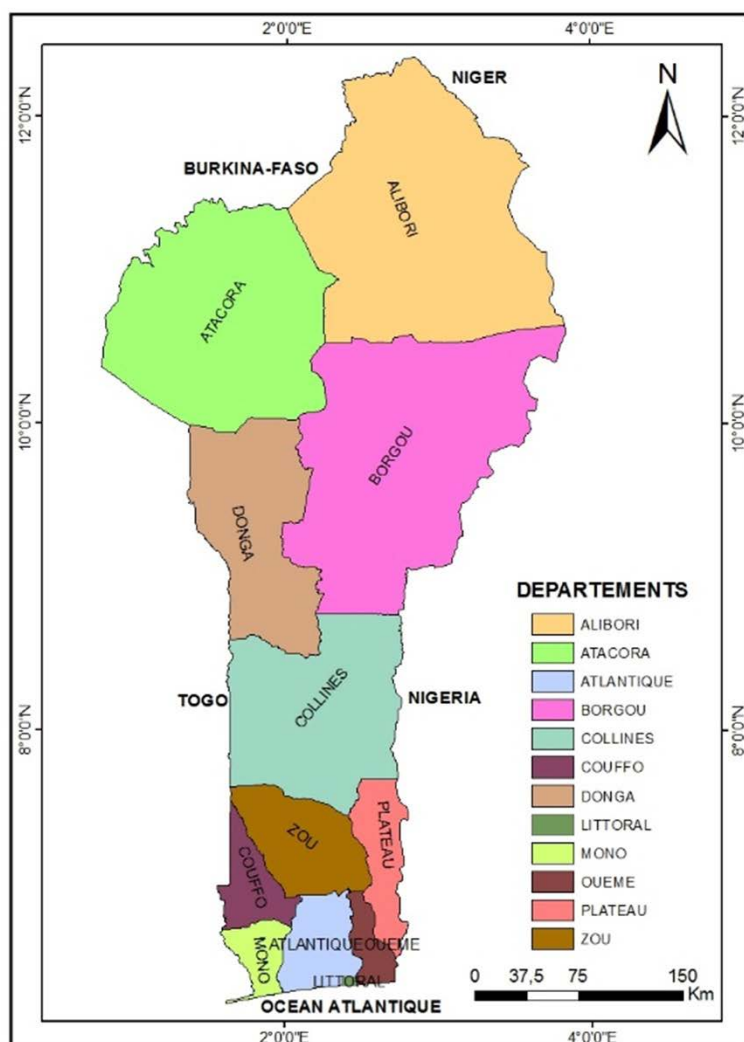 2°0'0"E 4°0'0"E
12°0'0"N 12°0'0"N
N
NIGER
BURKINA-FASO
ALIBORI
ATACORA
10°0'0"N 10°0'0"N
BORGOU
DONGA
DEPARTEMENTS
ALIBORI
ATACORA
ATLANTIQUE
BORGOU
COLLINES
COUFFO
DONGA
LITTORAL
MONO
OUEME
PLATEAU
ZOU
TOGO
COLLINES
NIGERIA
8°0'0"N 8°0'0"N
ZOU
PLATEAU
COUFFO
MONO
ATLANTIQUE
OUEME
LITTORAL
OCEAN ATLANTIQUE
0 37,5 75 150
Km
2°0'0"E 4°0'0"E